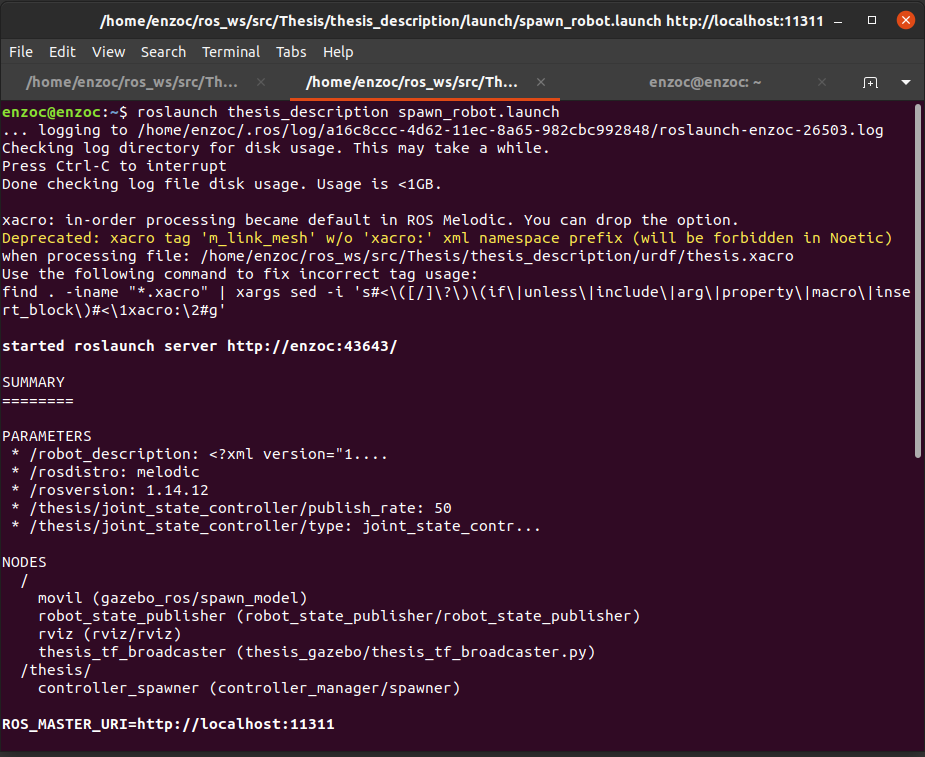 /home/enzoc/ros_ws/src/Thesis/thesis_description/launch/spawn_robot.launch http://localhost:11311
File Edit View Search Terminal Tabs Help
/home/enzoc/ros_ws/src/Th... /home/enzoc/ros_ws/src/Th... enzoc@enzoc: ~
enzoc@enzoc:~$ roslaunch thesis_description spawn_robot.launch
... logging to /home/enzoc/.ros/log/a16c8ccc-4d62-11ec-8a65-982cbc992848/roslaunch-enzoc-26503.log
Checking log directory for disk usage. This may take a while.
Press Ctrl-C to interrupt
Done checking log file disk usage. Usage is <1GB.
xacro: in-order processing became default in ROS Melodic. You can drop the option.
Deprecated: xacro tag 'm_link_mesh' w/o 'xacro:' xml namespace prefix (will be forbidden in Noetic)
when processing file: /home/enzoc/ros_ws/src/Thesis/thesis_description/urdf/thesis.xacro
Use the following command to fix incorrect tag usage:
find . -iname "*.xacro" | xargs sed -i 's#<\([/]\?\)\(if\|unless\|include\|arg\|property\|macro\|inse
rt_block\)#<\1xacro:\2#g'
started roslaunch server http://enzoc:43643/
SUMMARY
========
PARAMETERS
* /robot_description: <?xml version="1....
* /rosdistro: melodic
* /rosversion: 1.14.12
* /thesis/joint_state_controller/publish_rate: 50
* /thesis/joint_state_controller/type: joint_state_contr...
NODES
/
movil (gazebo_ros/spawn_model)
robot_state_publisher (robot_state_publisher/robot_state_publisher)
rviz (rviz/rviz)
thesis_tf_broadcaster (thesis_gazebo/thesis_tf_broadcaster.py)
/thesis/
controller_spawner (controller_manager/spawner)
ROS_MASTER_URI=http://localhost:11311